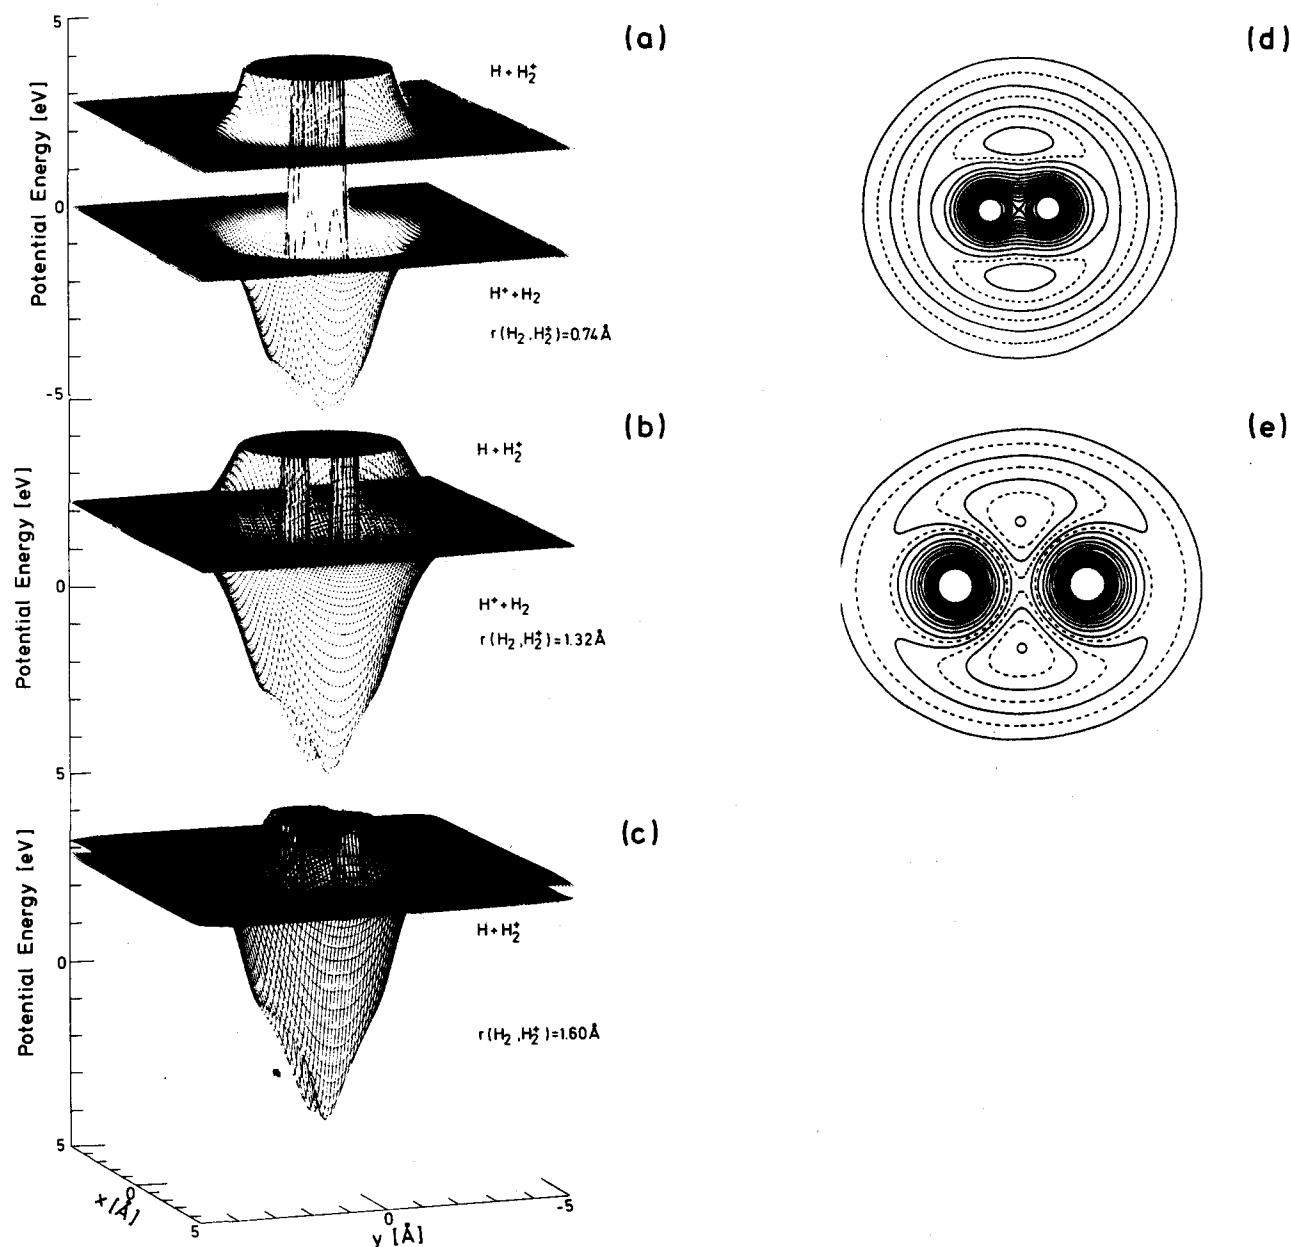 5
(a)
H + H₂⁺
Potential Energy [eV]
0
H⁺ + H₂
r (H₂ , H₂⁺) = 0.74 Å
-5
(b)
H + H₂⁺
Potential Energy [eV]
0
H⁺ + H₂
r (H₂ , H₂⁺) = 1.32 Å
5
(c)
Potential Energy [eV]
H + H₂⁺
0
r (H₂ , H₂⁺) = 1.60 Å
5
x [Å]
0
5
y [Å]
0
-5
(d)
(e)